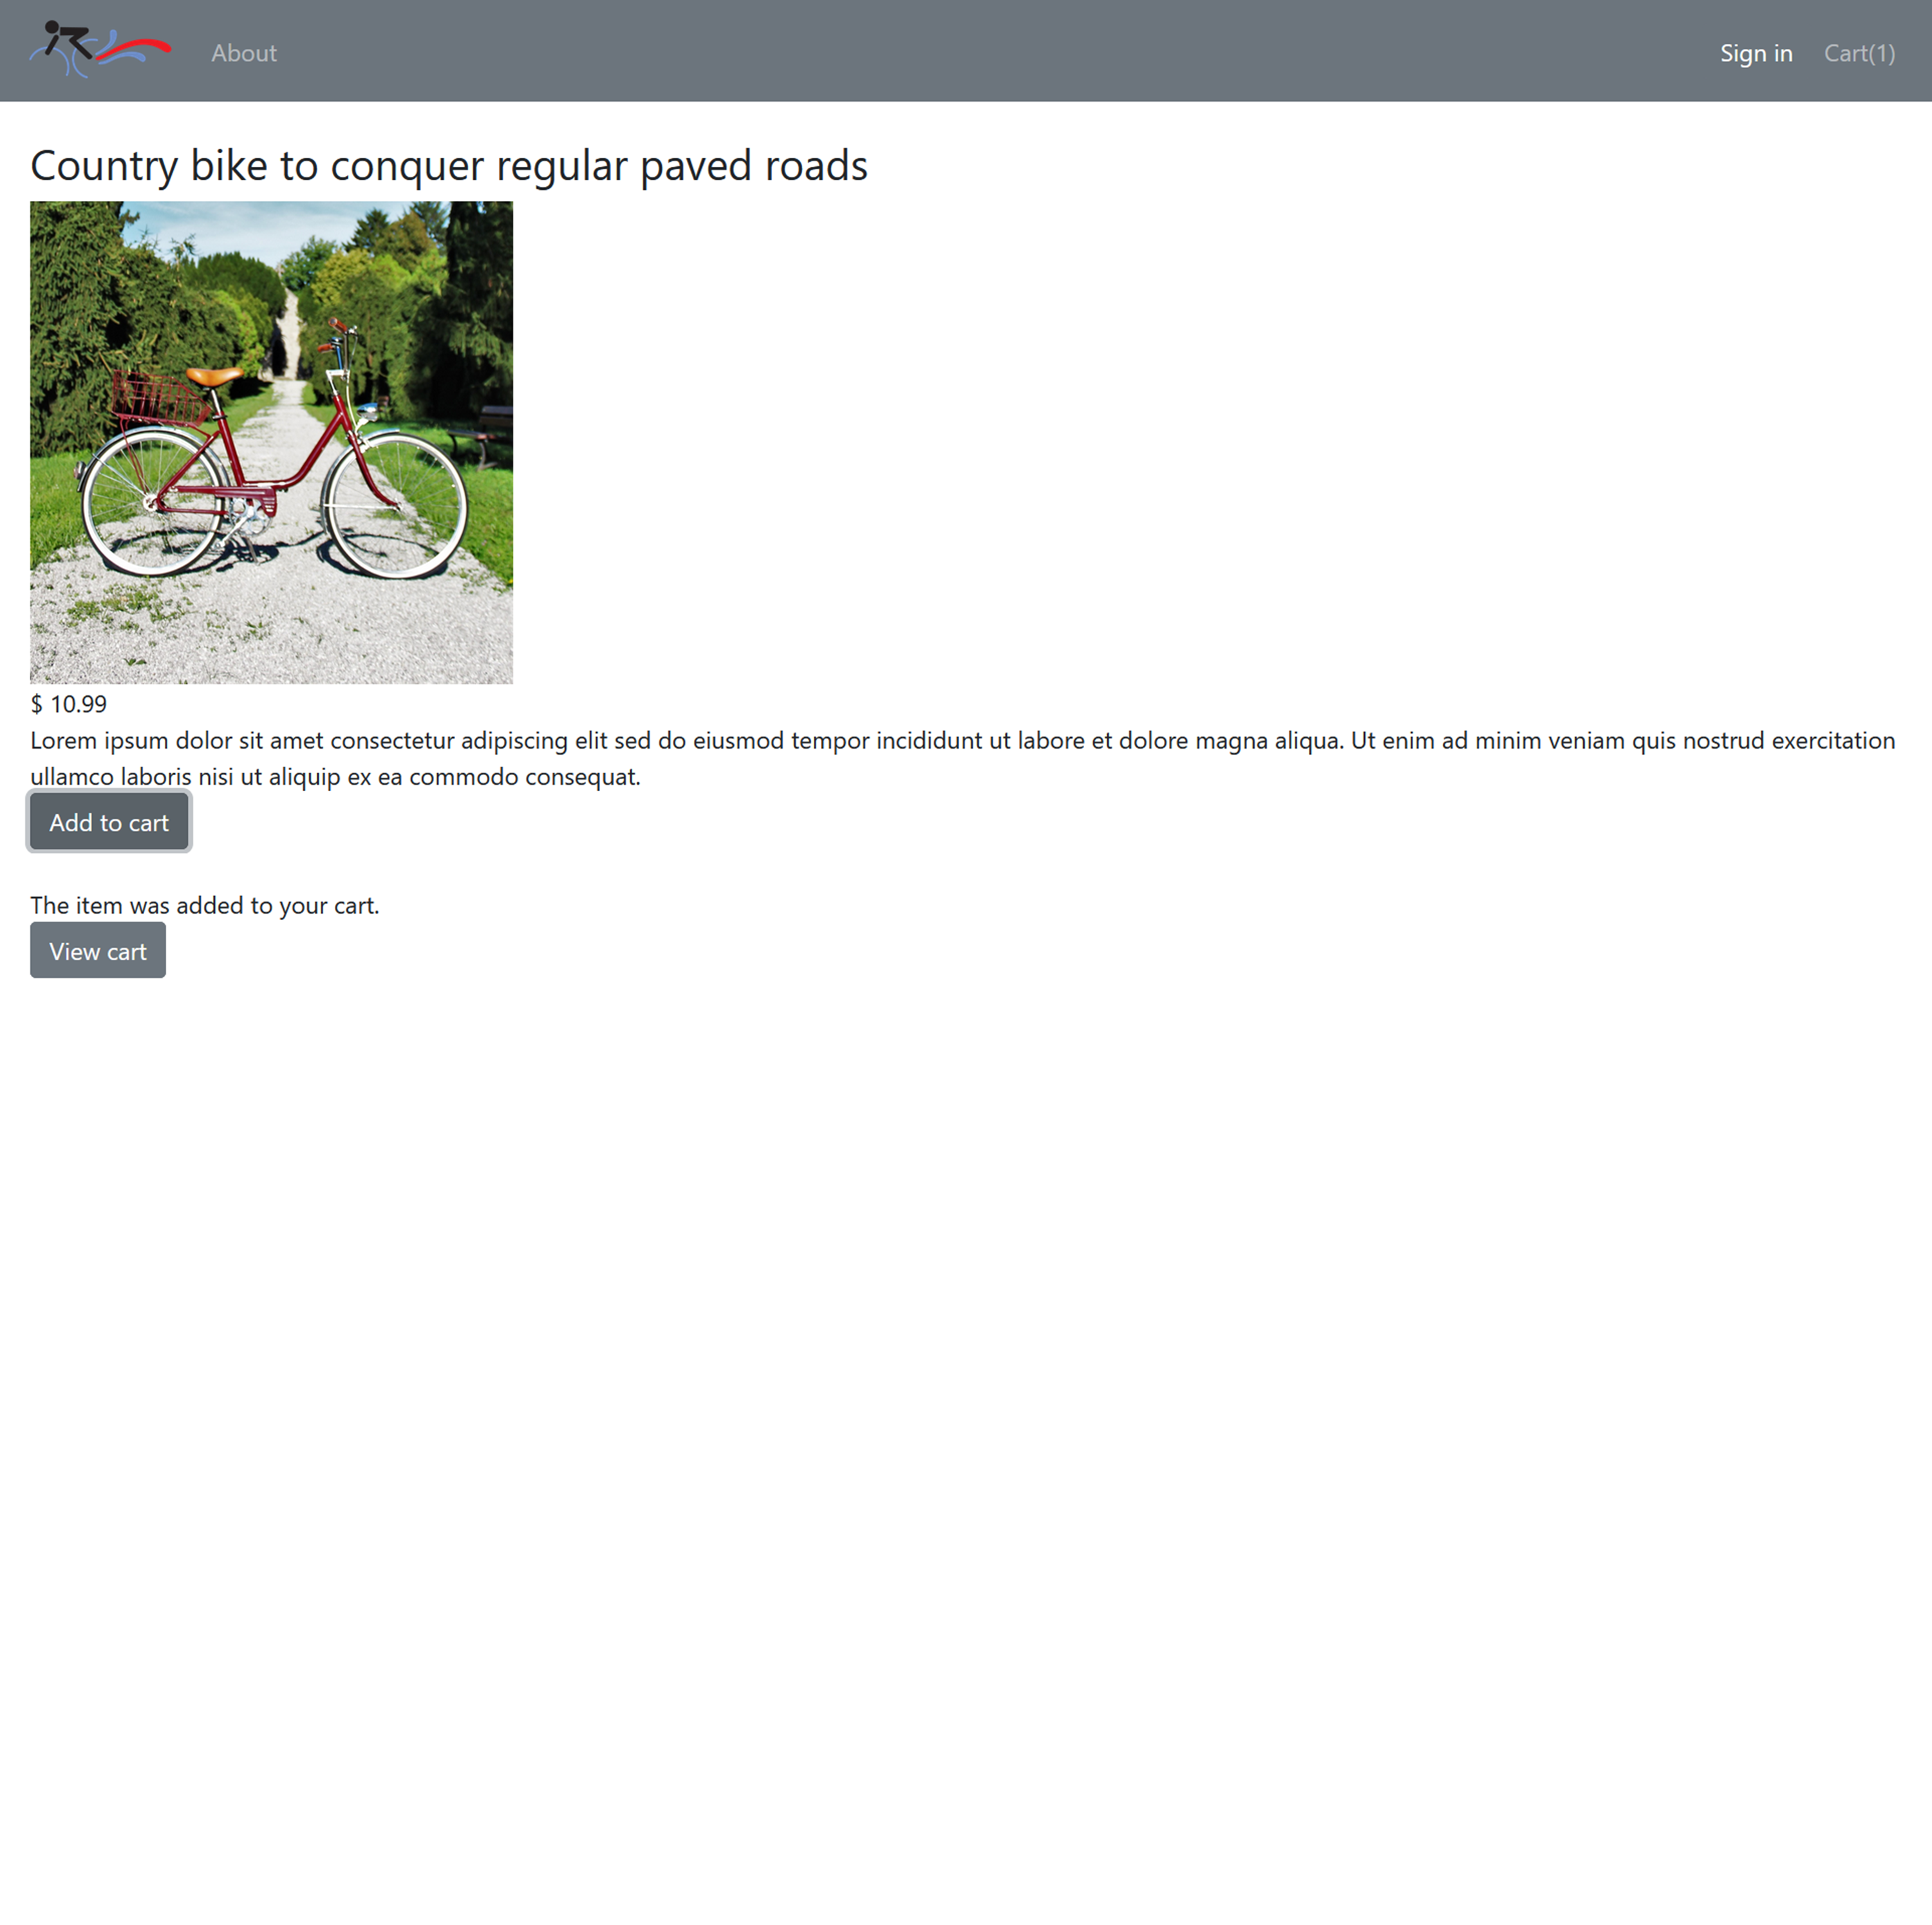 About
Sign in
Cart(1)
Country bike to conquer regular paved roads
$ 10.99
Lorem ipsum dolor sit amet consectetur adipiscing elit sed do eiusmod tempor incididunt ut labore et dolore magna aliqua. Ut enim ad minim veniam quis nostrud exercitation
ullamco laboris nisi ut aliquip ex ea commodo consequat.
Add to cart
The item was added to your cart.
View cart